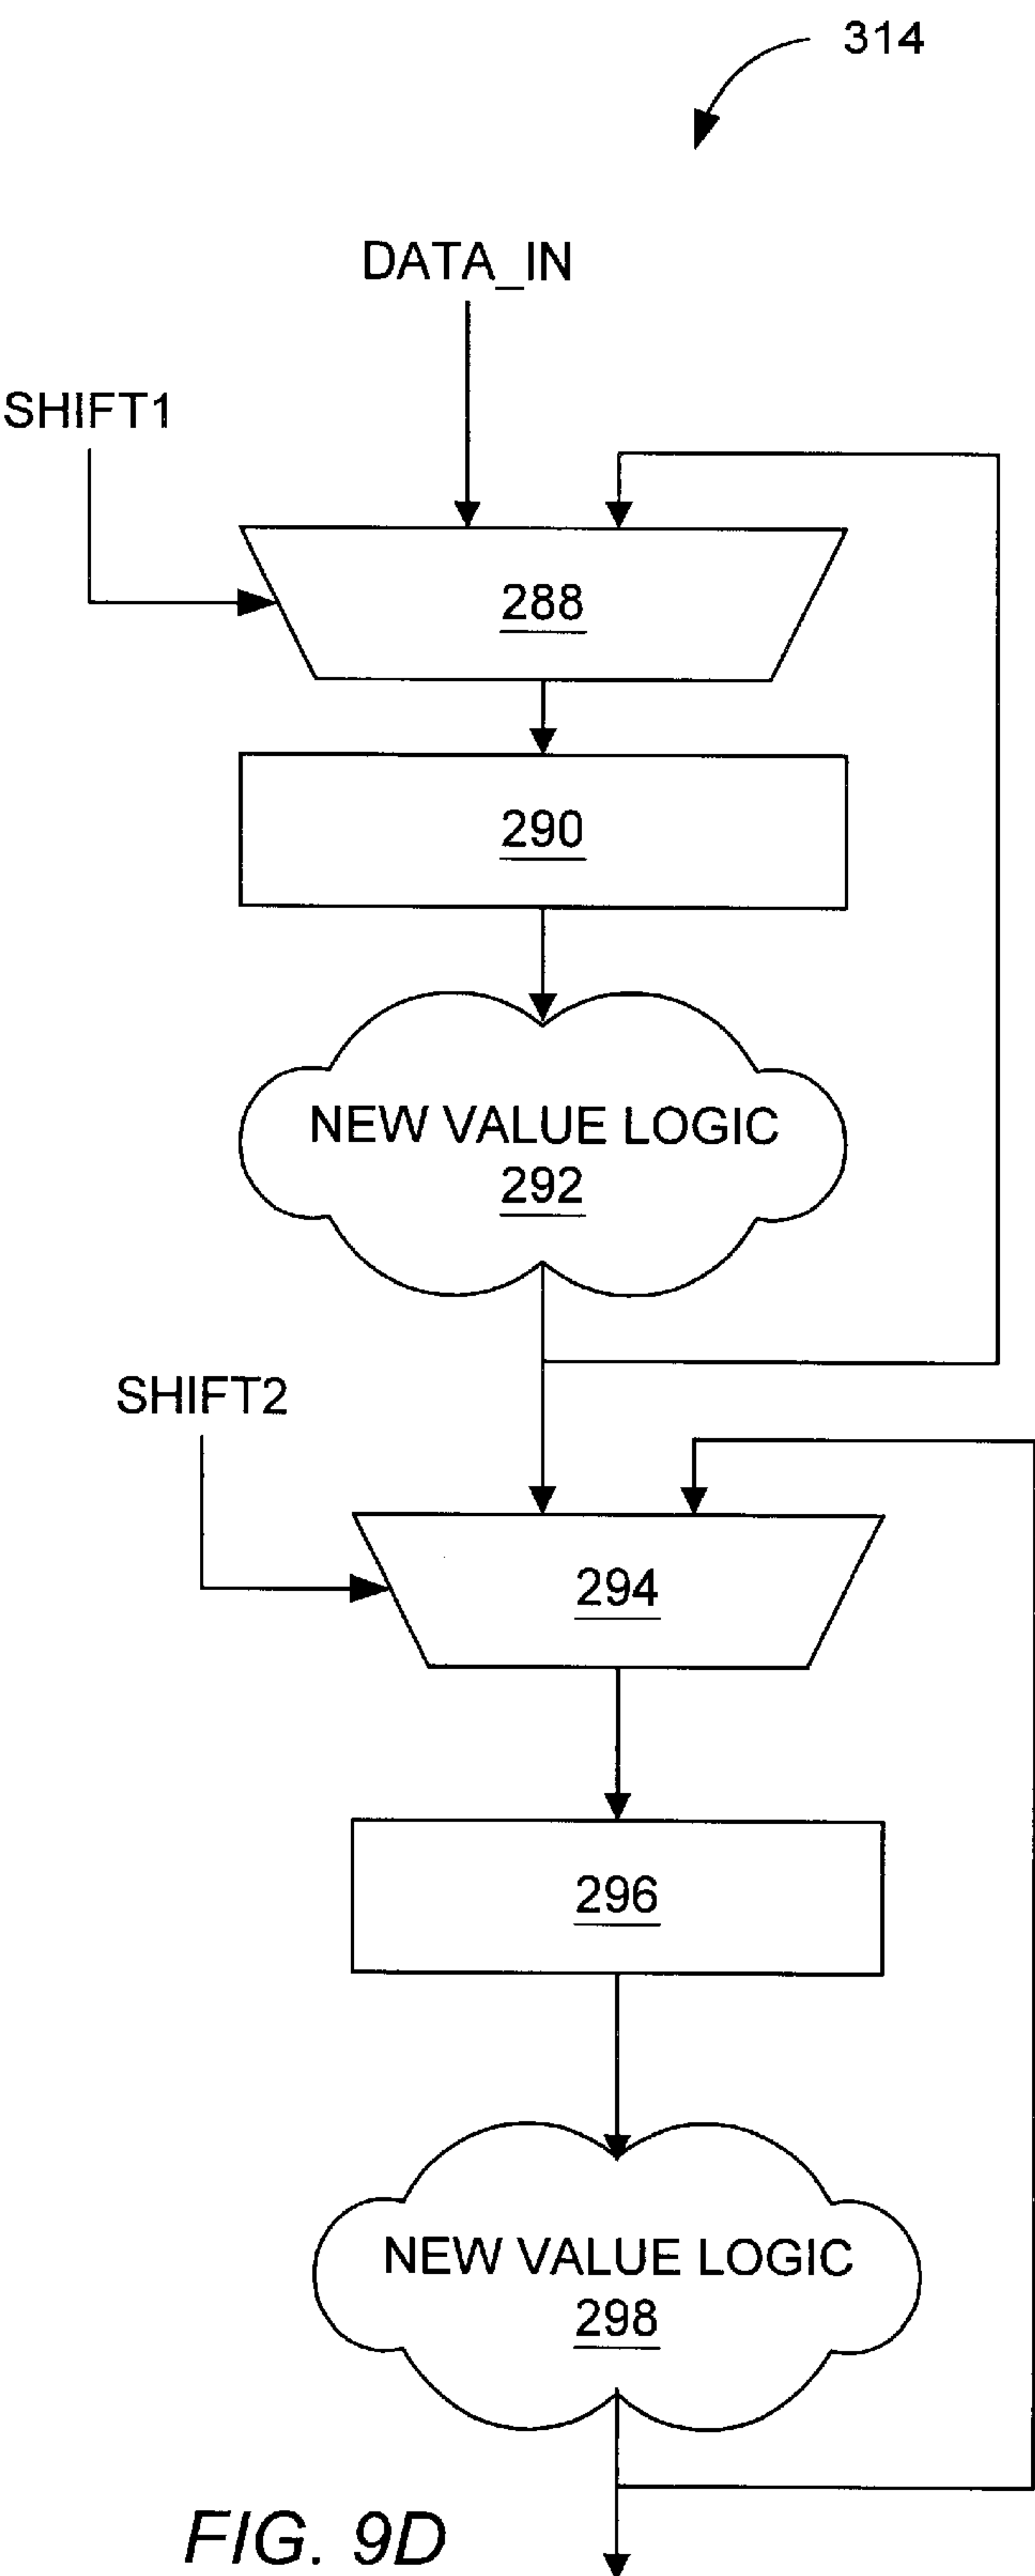 314
DATA_IN
SHIFT1
288
290
NEW VALUE LOGIC
292
SHIFT2
294
296
NEW VALUE LOGIC
298
FIG. 9D